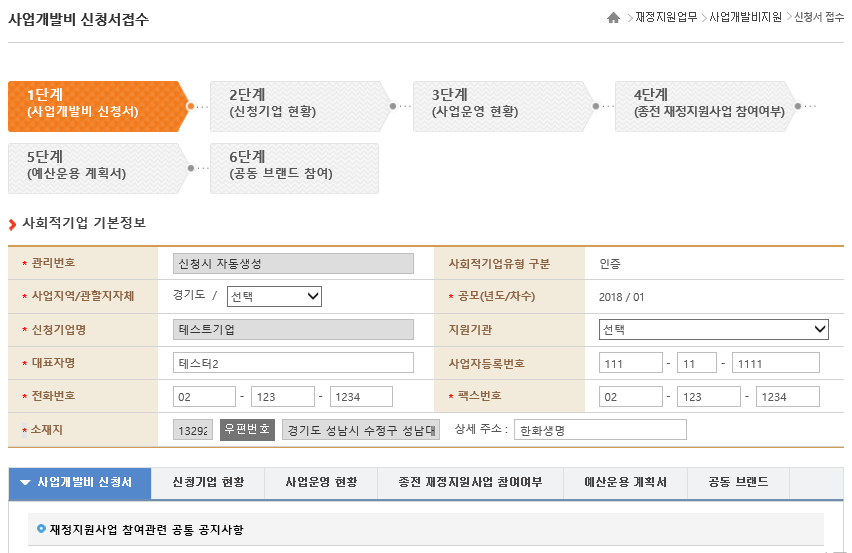 사업개발비 신청서접수
재정지원업무 > 사업개발비지원 > 신청서 접수
1단계 2단계 3단계 4단계
(사업개발비 신청서) (신청기업 현황) (사업운영 현황) (종전 재정지원사업 참여여부)
5단계 6단계
(예산운용 계획서) (공동 브랜드 참여)
사회적기업 기본정보
* 관리번호 신청시 자동생성 사회적기업유형 구분 인증
* 사업지역/관할지자체 경기도 / 선택 * 공모(년도/차수) 2018 / 01
* 신청기업명 테스트기업 지원기관 선택
* 대표자명 테스터2 사업자등록번호 111 - 11 - 1111
* 전화번호 02 - 123 - 1234 * 팩스번호 02 - 123 - 1234
* 소재지 13292 우편번호 경기도 성남시 수정구 성남대 상세 주소 : 한화생명
사업개발비 신청서 신청기업 현황 사업운영 현황 종전 재정지원사업 참여여부 예산운용 계획서 공동 브랜드
재정지원사업 참여관련 공통 공지사항